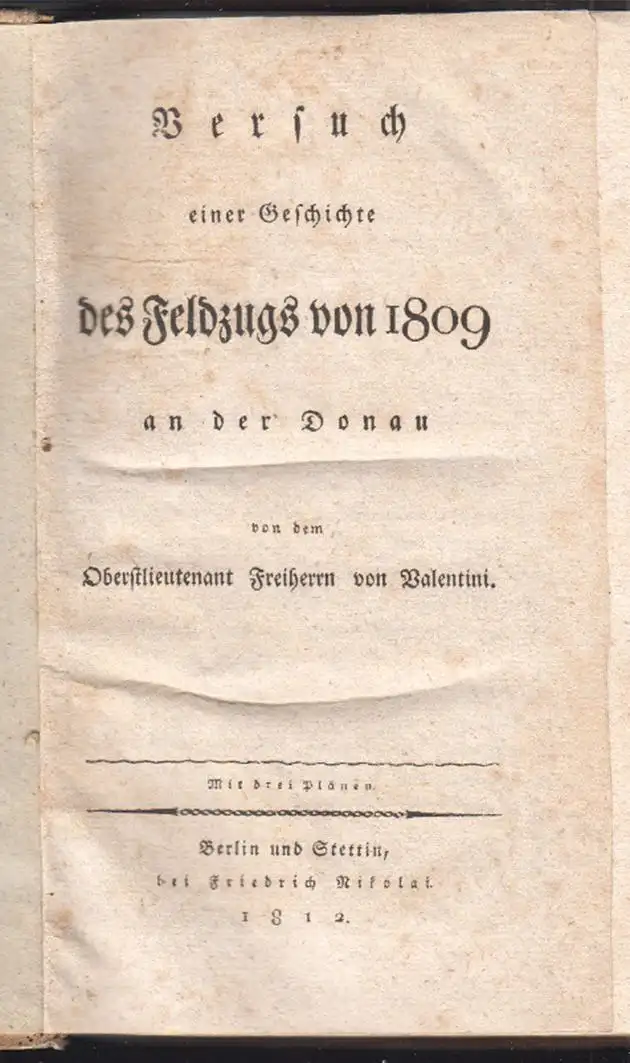 Versuch
einer Geschichte
des Feldzugs von 1809
an der Donau
von dem
Oberstlieutenant Freiherrn von Valentini.
Mit drei Plänen.
Berlin und Stettin,
bei Friedrich Nikolai.
1812.